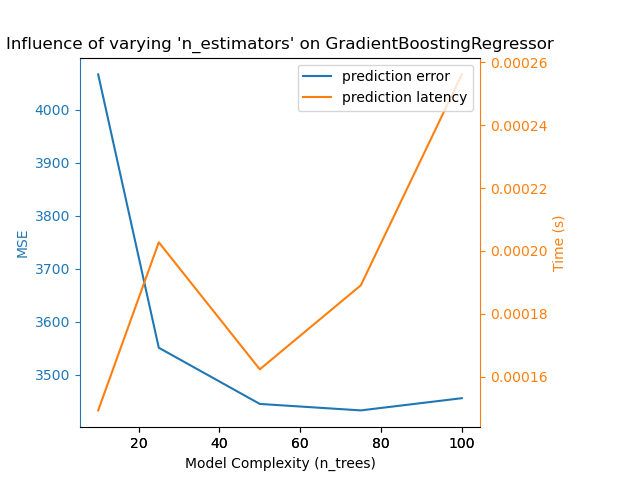 Influence of varying 'n_estimators' on GradientBoostingRegressor
prediction error
prediction latency
MSE
4000
3900
3800
3700
3600
3500
0.00026
0.00024
0.00022
0.00020
0.00018
0.00016
Time (s)
20 40 60 80 100
Model Complexity (n_trees)